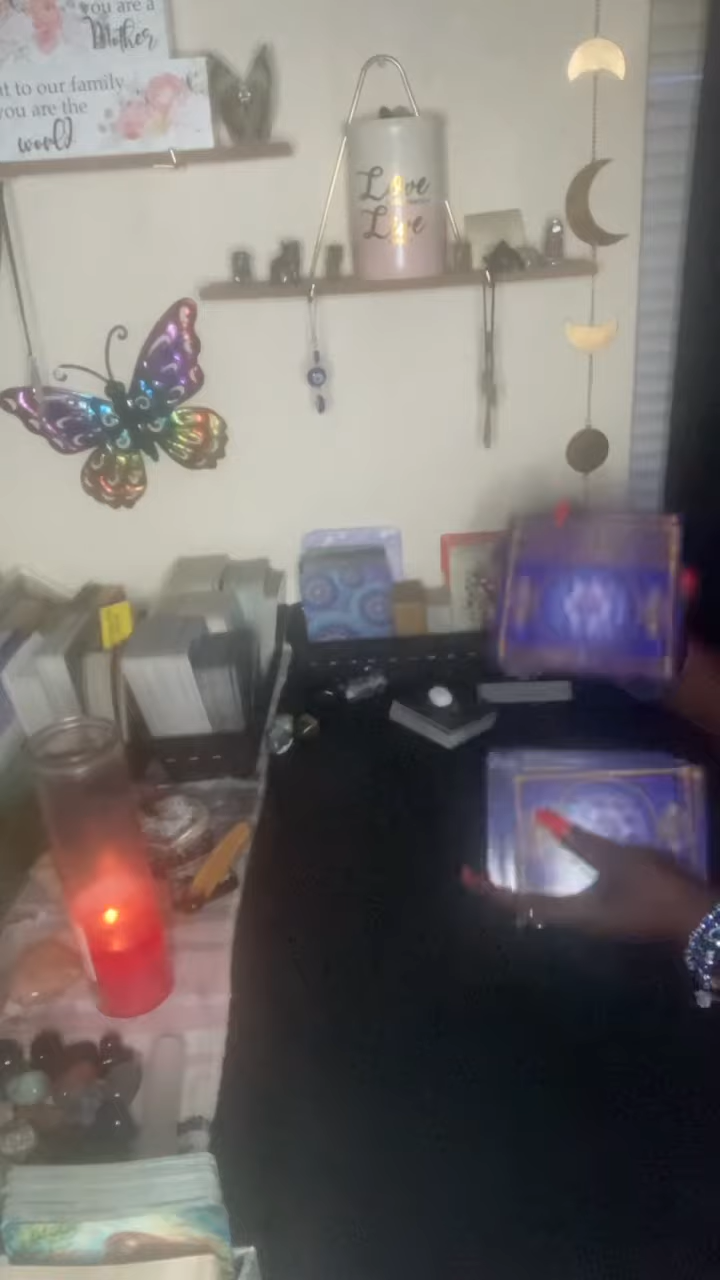 you are a
Mother
t to our family
you are the
world
Love
Live